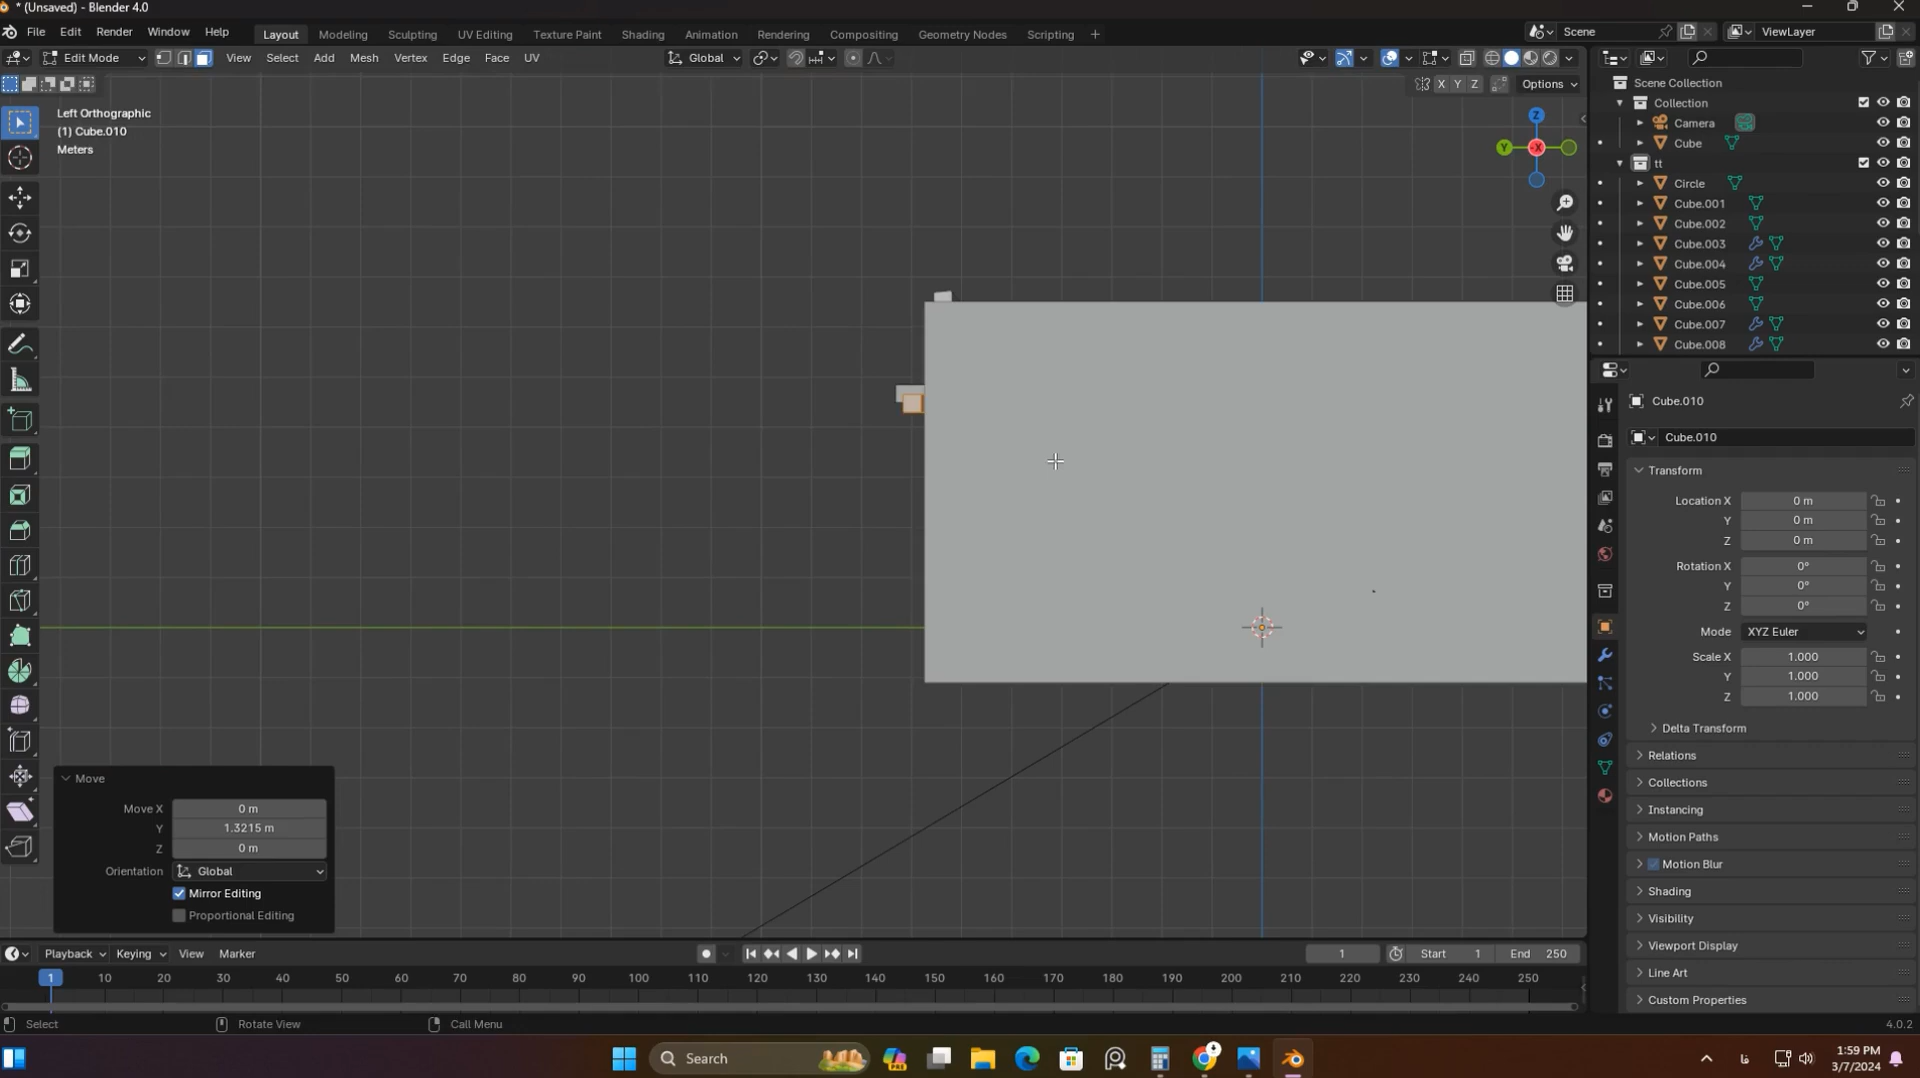 * (Unsaved) - Blender 4.0
File Edit Render Window Help Layout Modeling Sculpting UV Editing Texture Paint Shading Animation Rendering Compositing Geometry Nodes Scripting + Scene ViewLayer
Edit Mode View Select Add Mesh Vertex Edge Face UV Global
X Y Z Options
Left Orthographic
(1) Cube.010
Meters
Z
Y
-X
Scene Collection
Collection
Camera
Cube
tt
Circle
Cube.001
Cube.002
Cube.003
Cube.004
Cube.005
Cube.006
Cube.007
Cube.008
Cube.010
Cube.010
Transform
Location X 0 m
Y 0 m
Z 0 m
Rotation X 0°
Y 0°
Z 0°
Mode XYZ Euler
Scale X 1.000
Y 1.000
Z 1.000
Delta Transform
Relations
Collections
Instancing
Motion Paths
Motion Blur
Shading
Visibility
Viewport Display
Line Art
Custom Properties
Move
Move X 0 m
Y 1.3215 m
Z 0 m
Orientation Global
Mirror Editing
Proportional Editing
Playback Keying View Marker 1 Start 1 End 250
1 10 20 30 40 50 60 70 80 90 100 110 120 130 140 150 160 170 180 190 200 210 220 230 240 250
Select Rotate View Call Menu 4.0.2
Search
فا
1:59 PM
3/7/2024